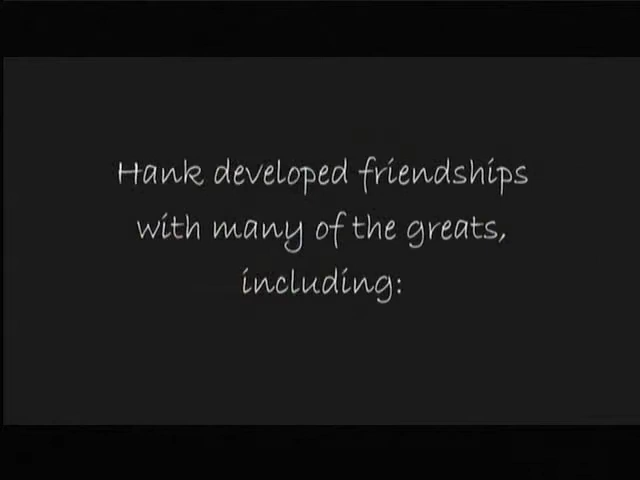 Hank developed friendships
with many of the greats,
including: